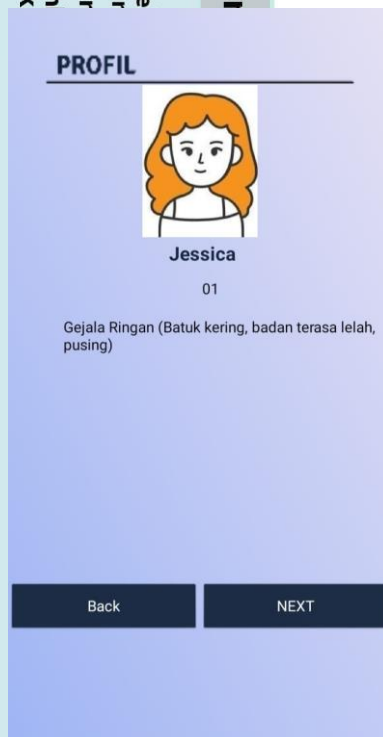 PROFIL
Jessica
01
Gejala Ringan (Batuk kering, badan terasa lelah,
pusing)
Back
NEXT